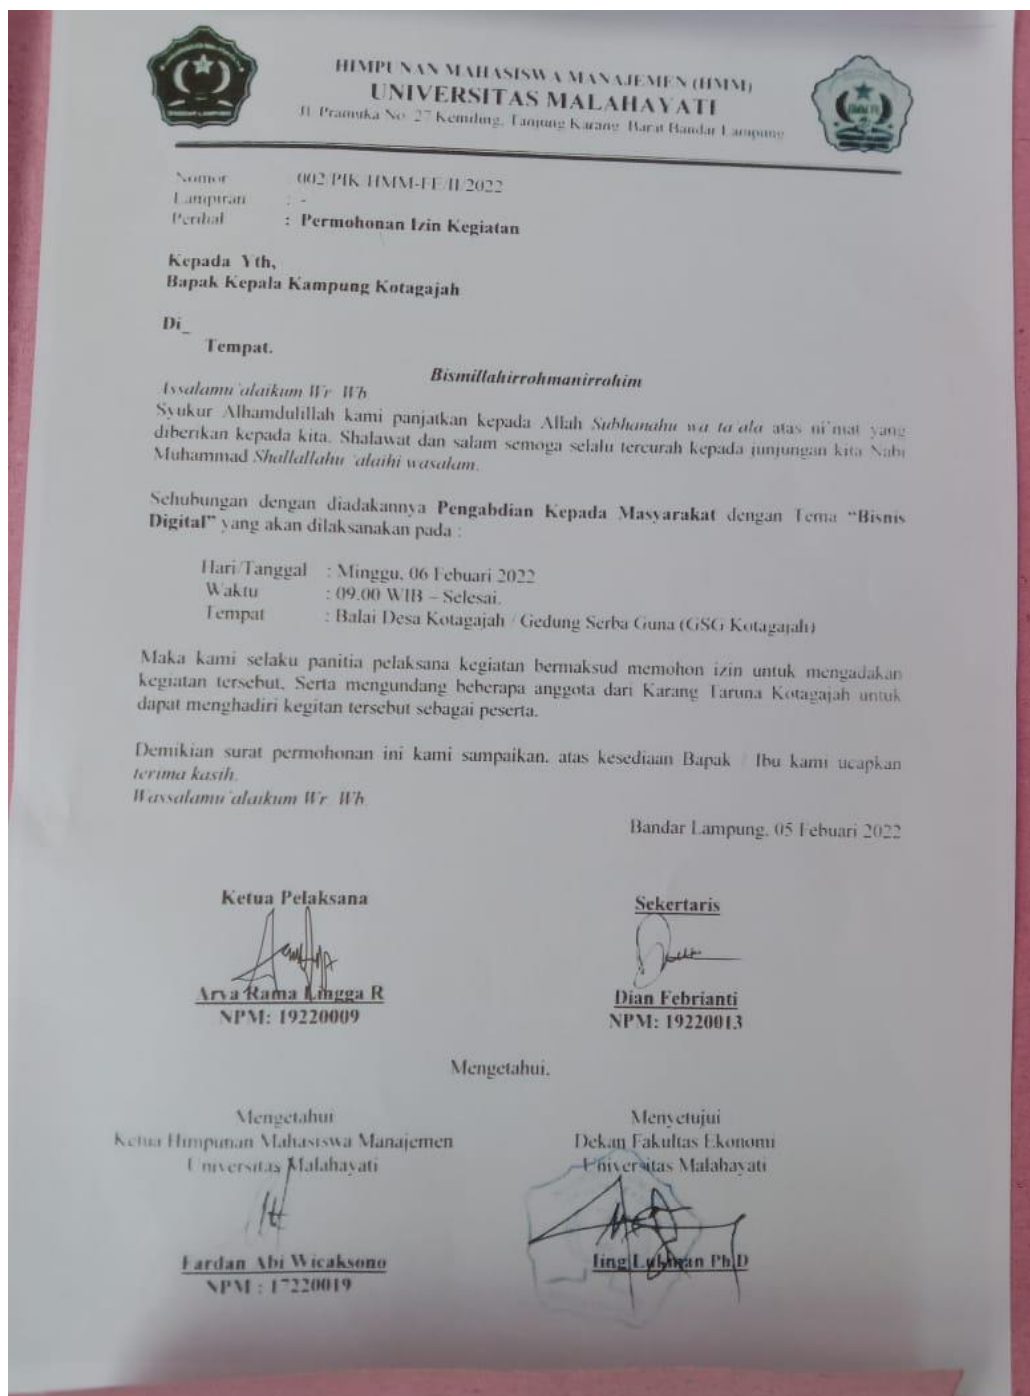 HIMPUNAN MAHASISWA MANAJEMEN (HMM)
UNIVERSITAS MALAHAYATI
Jl. Pramuka No. 27 Kemiling, Tanjung Karang Barat Bandar Lampung
Nomor : 002/PIK/HMM-FE/II/2022
Lampiran : -
Perihal : Permohonan Izin Kegiatan
Kepada Yth,
Bapak Kepala Kampung Kotagajah
Di_
Tempat.
Bismillahirrohmanirrohim
Assalamu'alaikum Wr. Wb.
Syukur Alhamdulillah kami panjatkan kepada Allah Subhanahu wa ta'ala atas ni'mat yang
diberikan kepada kita. Shalawat dan salam semoga selalu tercurah kepada junjungan kita Nabi
Muhammad Shallallahu 'alaihi wasalam.
Sehubungan dengan diadakannya Pengabdian Kepada Masyarakat dengan Tema “Bisnis
Digital” yang akan dilaksanakan pada :
Hari/Tanggal : Minggu, 06 Febuari 2022
Waktu : 09.00 WIB – Selesai.
Tempat : Balai Desa Kotagajah / Gedung Serba Guna (GSG Kotagajah)
Maka kami selaku panitia pelaksana kegiatan bermaksud memohon izin untuk mengadakan
kegiatan tersebut. Serta mengundang beberapa anggota dari Karang Taruna Kotagajah untuk
dapat menghadiri kegitan tersebut sebagai peserta.
Demikian surat permohonan ini kami sampaikan, atas kesediaan Bapak / Ibu kami ucapkan
terima kasih.
Wassalamu'alaikum Wr. Wb.
Bandar Lampung, 05 Febuari 2022
Ketua Pelaksana
Arya Rama Lingga R
NPM: 19220009
Sekertaris
Dian Febrianti
NPM: 19220013
Mengetahui,
Mengetahui
Ketua Himpunan Mahasiswa Manajemen
Universitas Malahayati
Fardan Abi Wicaksono
NPM : 17220019
Menyetujui
Dekan Fakultas Ekonomi
Universitas Malahayati
Iing Lukman Ph.D